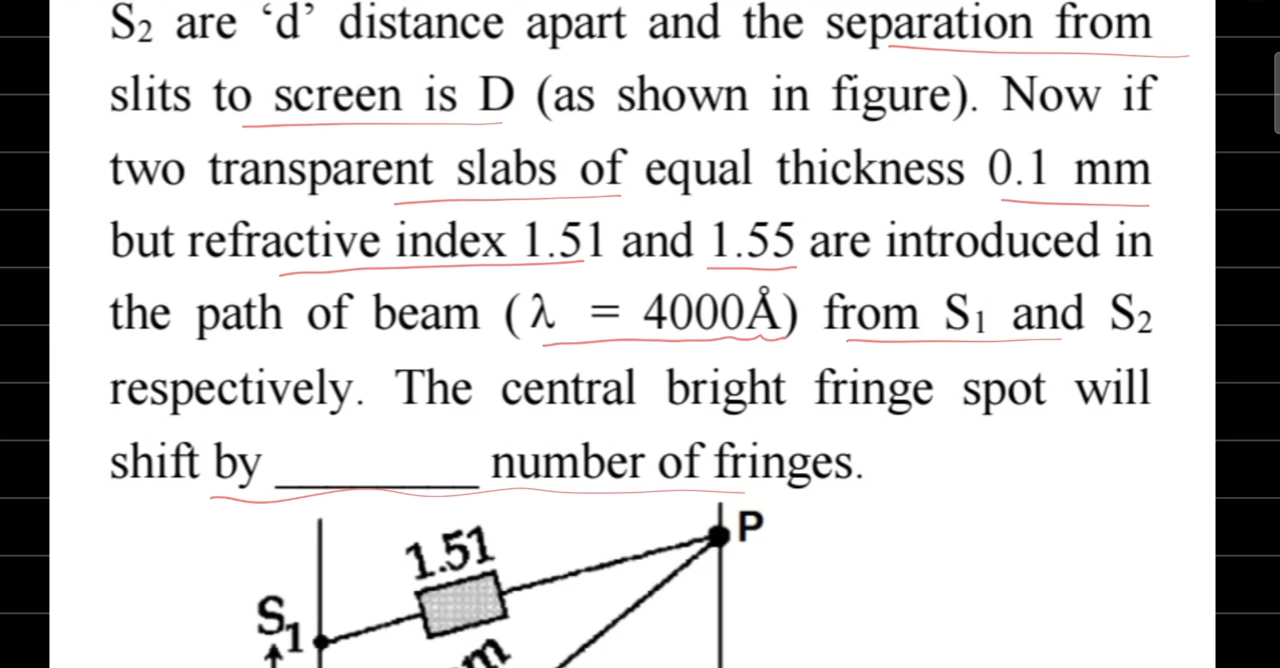 S₂ are ‘d’ distance apart and the separation from
slits to screen is D (as shown in figure). Now if
two transparent slabs of equal thickness 0.1 mm
but refractive index 1.51 and 1.55 are introduced in
the path of beam (λ = 4000Å) from S₁ and S₂
respectively. The central bright fringe spot will
shift by ________ number of fringes.
P
1.51
S₁
m